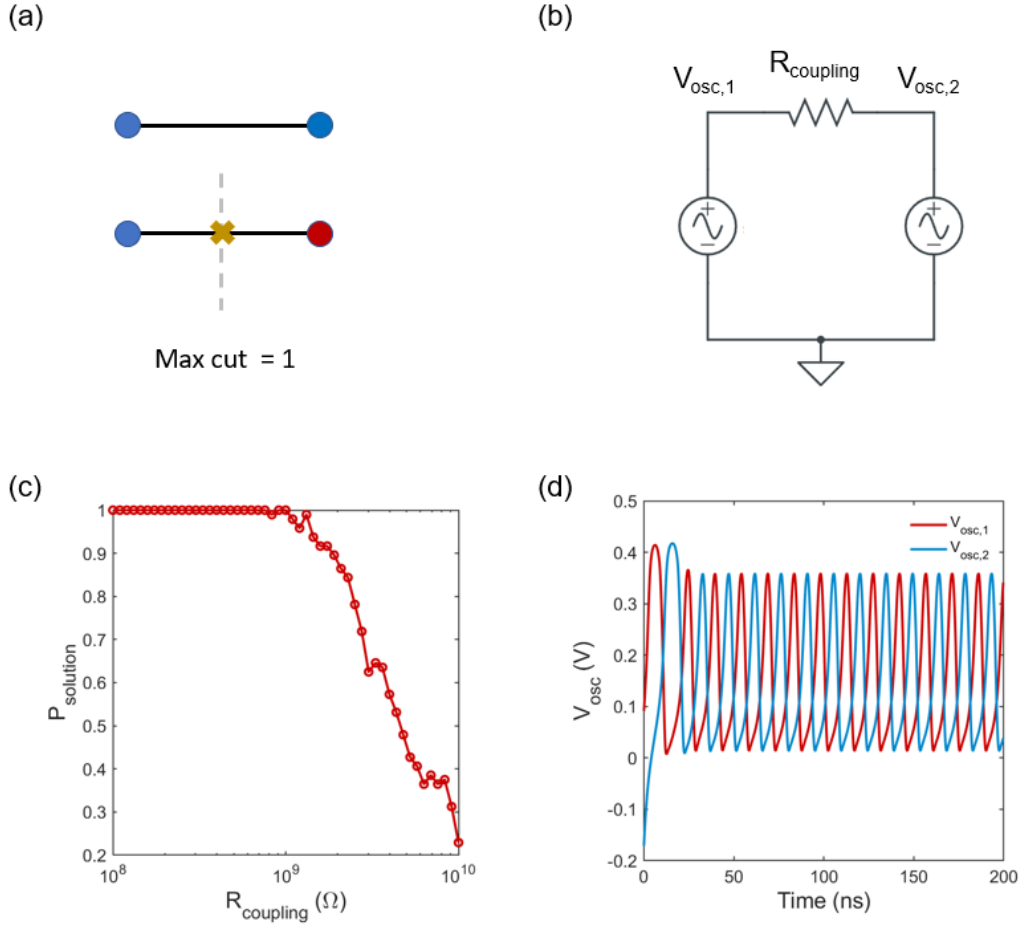 (a)
Max cut = 1
(b)
V_osc,1
R_coupling
V_osc,2
+
−
+
−
(c)
1
0.9
0.8
0.7
0.6
0.5
0.4
0.3
0.2
P_solution
10^8
10^9
10^10
R_coupling (Ω)
(d)
0.5
0.4
0.3
0.2
0.1
0
-0.1
-0.2
V_osc (V)
V_osc,1
V_osc,2
0
50
100
150
200
Time (ns)